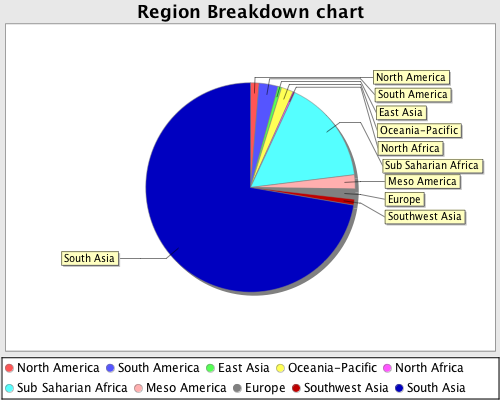 Region Breakdown chart
North America
South America
East Asia
Oceania-Pacific
North Africa
Sub Saharian Africa
Meso America
Europe
Southwest Asia
South Asia
North America South America East Asia Oceania-Pacific North Africa
Sub Saharian Africa Meso America Europe Southwest Asia South Asia